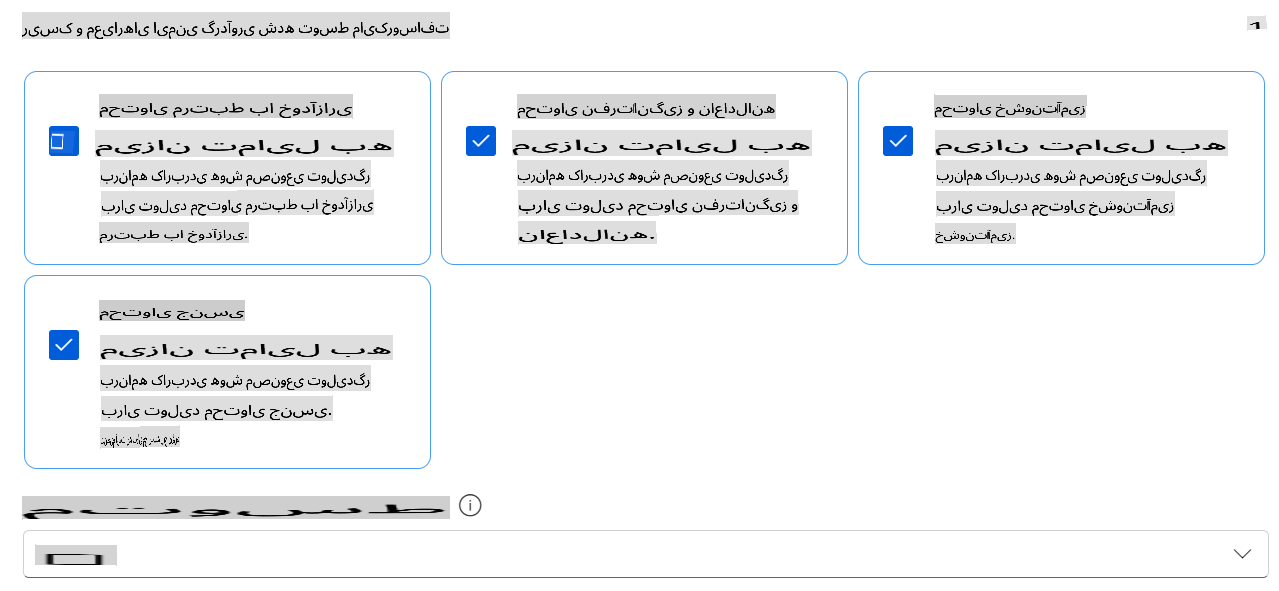 ریسک و معیارهای ایمنی گردآوری شده توسط مایکروسافت
1
محتوای مرتبط با خودآزاری
میزان تمایل به
برنامه کاربردی هوش مصنوعی تولیدگر
برای تولید محتوای مرتبط با خودآزاری
مرتبط با خودآزاری.
محتوای نفرت‌انگیز و ناعادلانه
میزان تمایل به
برنامه کاربردی هوش مصنوعی تولیدگر
برای تولید محتوای نفرت‌انگیز و
ناعادلانه.
محتوای خشونت‌آمیز
میزان تمایل به
برنامه کاربردی هوش مصنوعی تولیدگر
برای تولید محتوای خشونت‌آمیز
خشونت‌آمیز.
محتوای جنسی
میزان تمایل به
برنامه کاربردی هوش مصنوعی تولیدگر
برای تولید محتوای جنسی.
متوسط